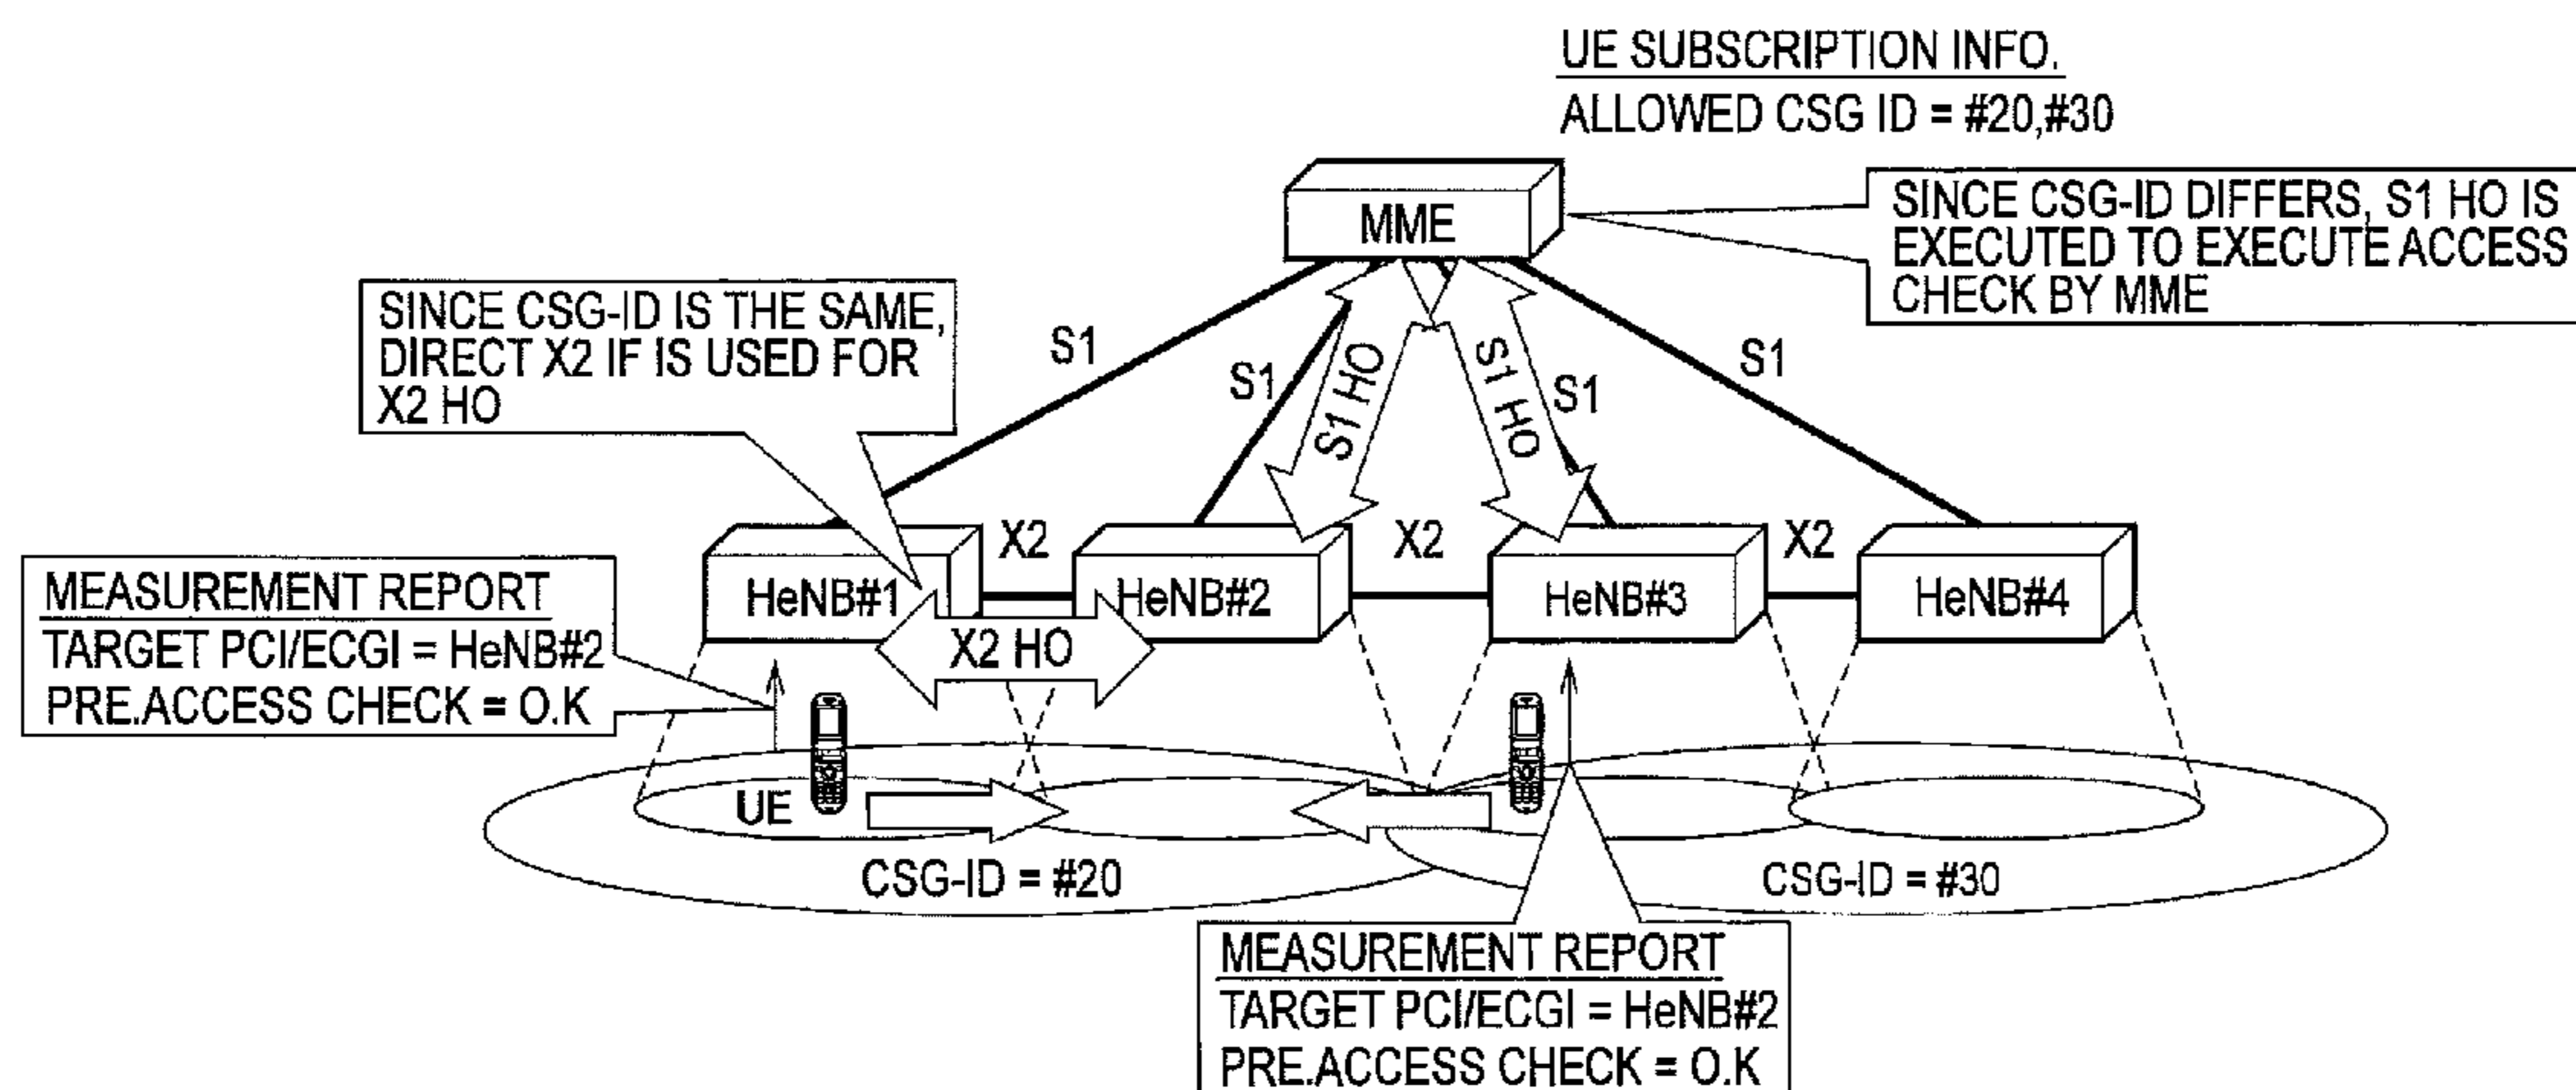 UE SUBSCRIPTION INFO.
ALLOWED CSG ID = #20,#30
MME
SINCE CSG-ID DIFFERS, S1 HO IS
EXECUTED TO EXECUTE ACCESS
CHECK BY MME
SINCE CSG-ID IS THE SAME,
DIRECT X2 IF IS USED FOR
X2 HO
S1
S1
S1 HO
S1 HO
S1
S1
X2
X2
X2
HeNB#1
HeNB#2
HeNB#3
HeNB#4
MEASUREMENT REPORT
TARGET PCI/ECGI = HeNB#2
PRE.ACCESS CHECK = O.K
X2 HO
UE
CSG-ID = #20
CSG-ID = #30
MEASUREMENT REPORT
TARGET PCI/ECGI = HeNB#2
PRE.ACCESS CHECK = O.K